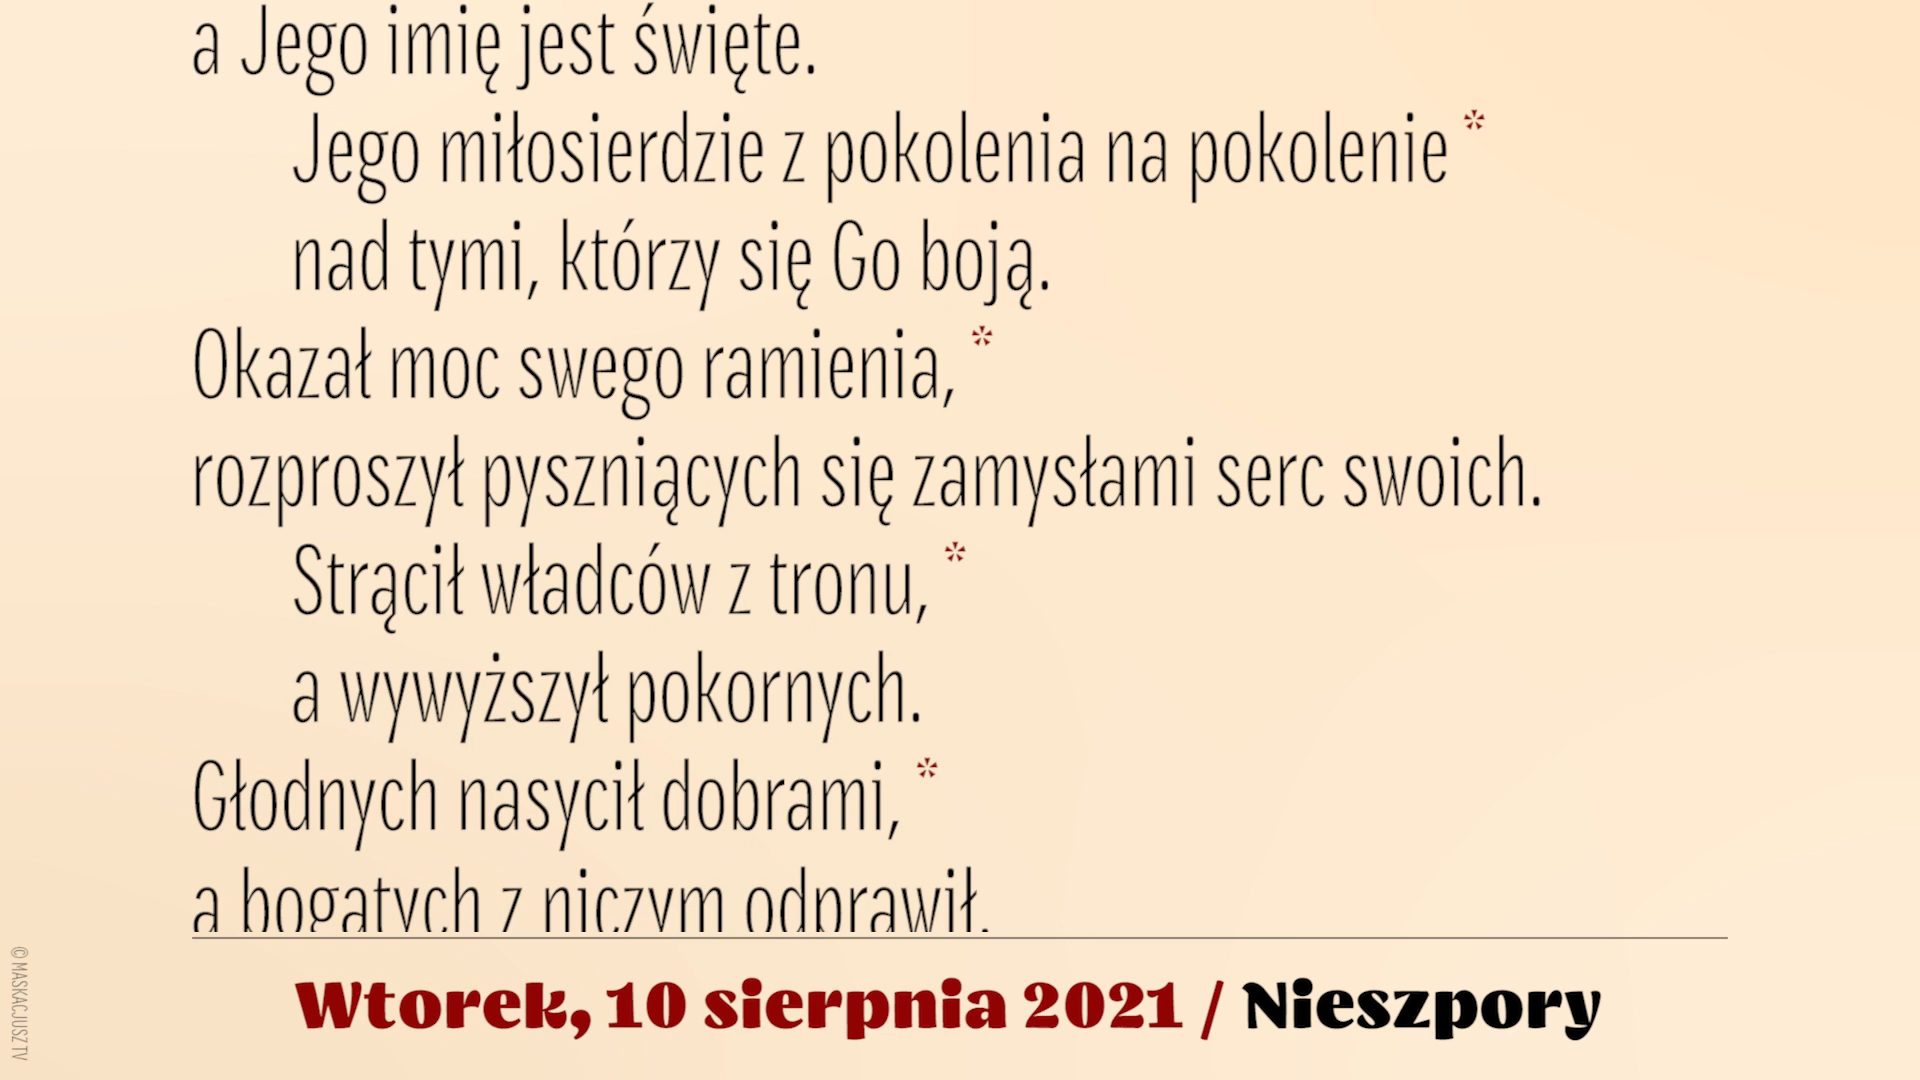 a Jego imię jest święte.
Jego miłosierdzie z pokolenia na pokolenie *
nad tymi, którzy się Go boją.
Okazał moc swego ramienia, *
rozproszył pyszniących się zamysłami serc swoich.
Strącił władców z tronu, *
a wywyższył pokornych.
Głodnych nasycił dobrami, *
a bogatych z niczym odprawił.
Wtorek, 10 sierpnia 2021 / Nieszpory
© MASKACJUSZ TV